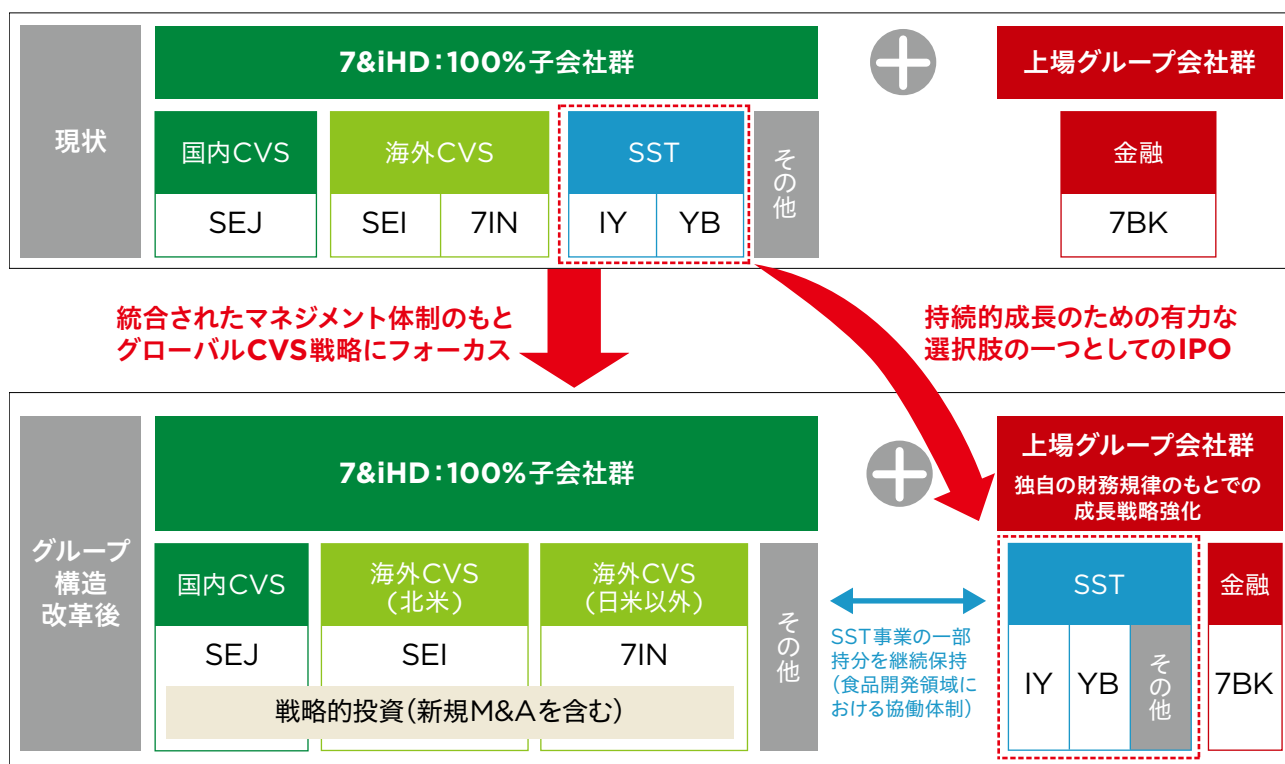 現状
7&iHD：100%子会社群
上場グループ会社群
国内CVS
海外CVS
SST
その他
金融
SEJ
SEI
7IN
IY
YB
7BK
統合されたマネジメント体制のもと
グローバルCVS戦略にフォーカス
持続的成長のための有力な
選択肢の一つとしてのIPO
グループ
構造
改革後
7&iHD：100%子会社群
上場グループ会社群
独自の財務規律のもとでの
成長戦略強化
国内CVS
海外CVS
（北米）
海外CVS
（日米以外）
その他
SEJ
SEI
7IN
戦略的投資（新規M&Aを含む）
SST事業の一部
持分を継続保持
（食品開発領域に
おける協働体制）
SST
金融
IY
YB
その他
7BK